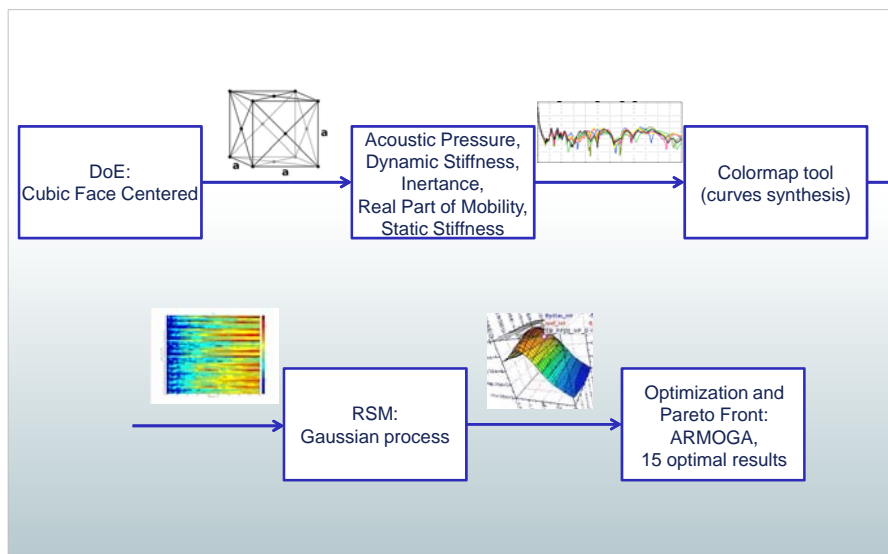 DoE:
Cubic Face Centered
a
a
a
Acoustic Pressure,
Dynamic Stiffness,
Inertance,
Real Part of Mobility,
Static Stiffness
Colormap tool
(curves synthesis)
RSM:
Gaussian process
Optimization and
Pareto Front:
ARMOGA,
15 optimal results